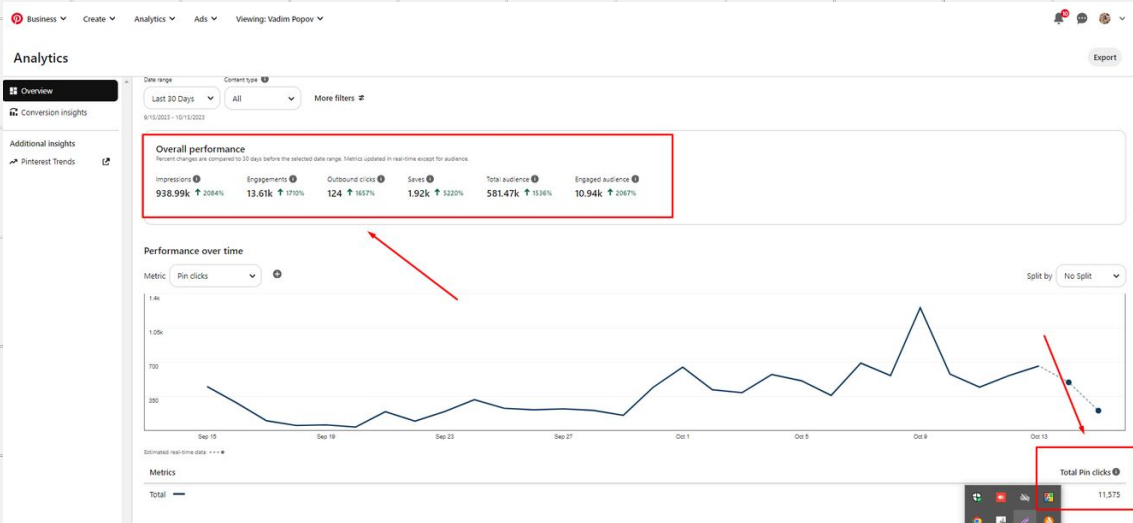 Business Create Analytics Ads Viewing: Vadim Popov 10
Analytics Export
Overview
Conversion insights
Additional insights
Pinterest Trends
Date range Content type
Last 30 Days All More filters
9/15/2023 - 10/15/2023
Overall performance
Percent changes are compared to 30 days before the selected date range. Metrics updated in real-time except for audience.
Impressions Engagements Outbound clicks Saves Total audience Engaged audience
938.99k 2084% 13.61k 1710% 124 1657% 1.92k 5220% 581.47k 1536% 10.94k 2067%
Performance over time
Metric Pin clicks Split by No Split
1.4k
1.05k
700
350
Sep 15 Sep 19 Sep 23 Sep 27 Oct 1 Oct 5 Oct 9 Oct 13
Estimated real-time data
Metrics Total Pin clicks
Total 11,575